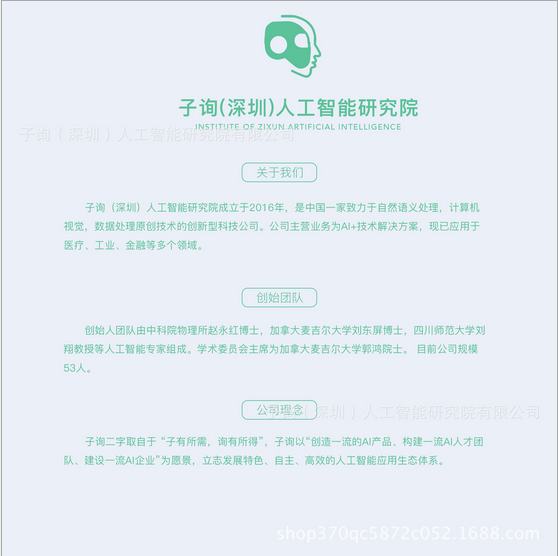 子询(深圳)人工智能研究院
INSTITUTE OF ZIXUN ARTIFICIAL INTELLIGENCE
子询（深圳）人工智能研究院有限公司
关于我们
子询（深圳）人工智能研究院成立于2016年，是中国一家致力于自然语义处理，计算机
视觉，数据处理原创技术的创新型科技公司。公司主营业务为AI+技术解决方案，现已应用于
医疗、工业、金融等多个领域。
创始团队
创始人团队由中科院物理所赵永红博士，加拿大麦吉尔大学刘东屏博士，四川师范大学刘
翔教授等人工智能专家组成。学术委员会主席为加拿大麦吉尔大学郭鸿院士。 目前公司规模
53人。
公司理念
（深圳）人工智能研究院有限公司
子询二字取自于 “子有所需，询有所得”，子询以“创造一流的AI产品、构建一流AI人才团
队、建设一流AI企业”为愿景，立志发展特色、自主、高效的人工智能应用生态体系。
shop370qc5872c052.1688.com